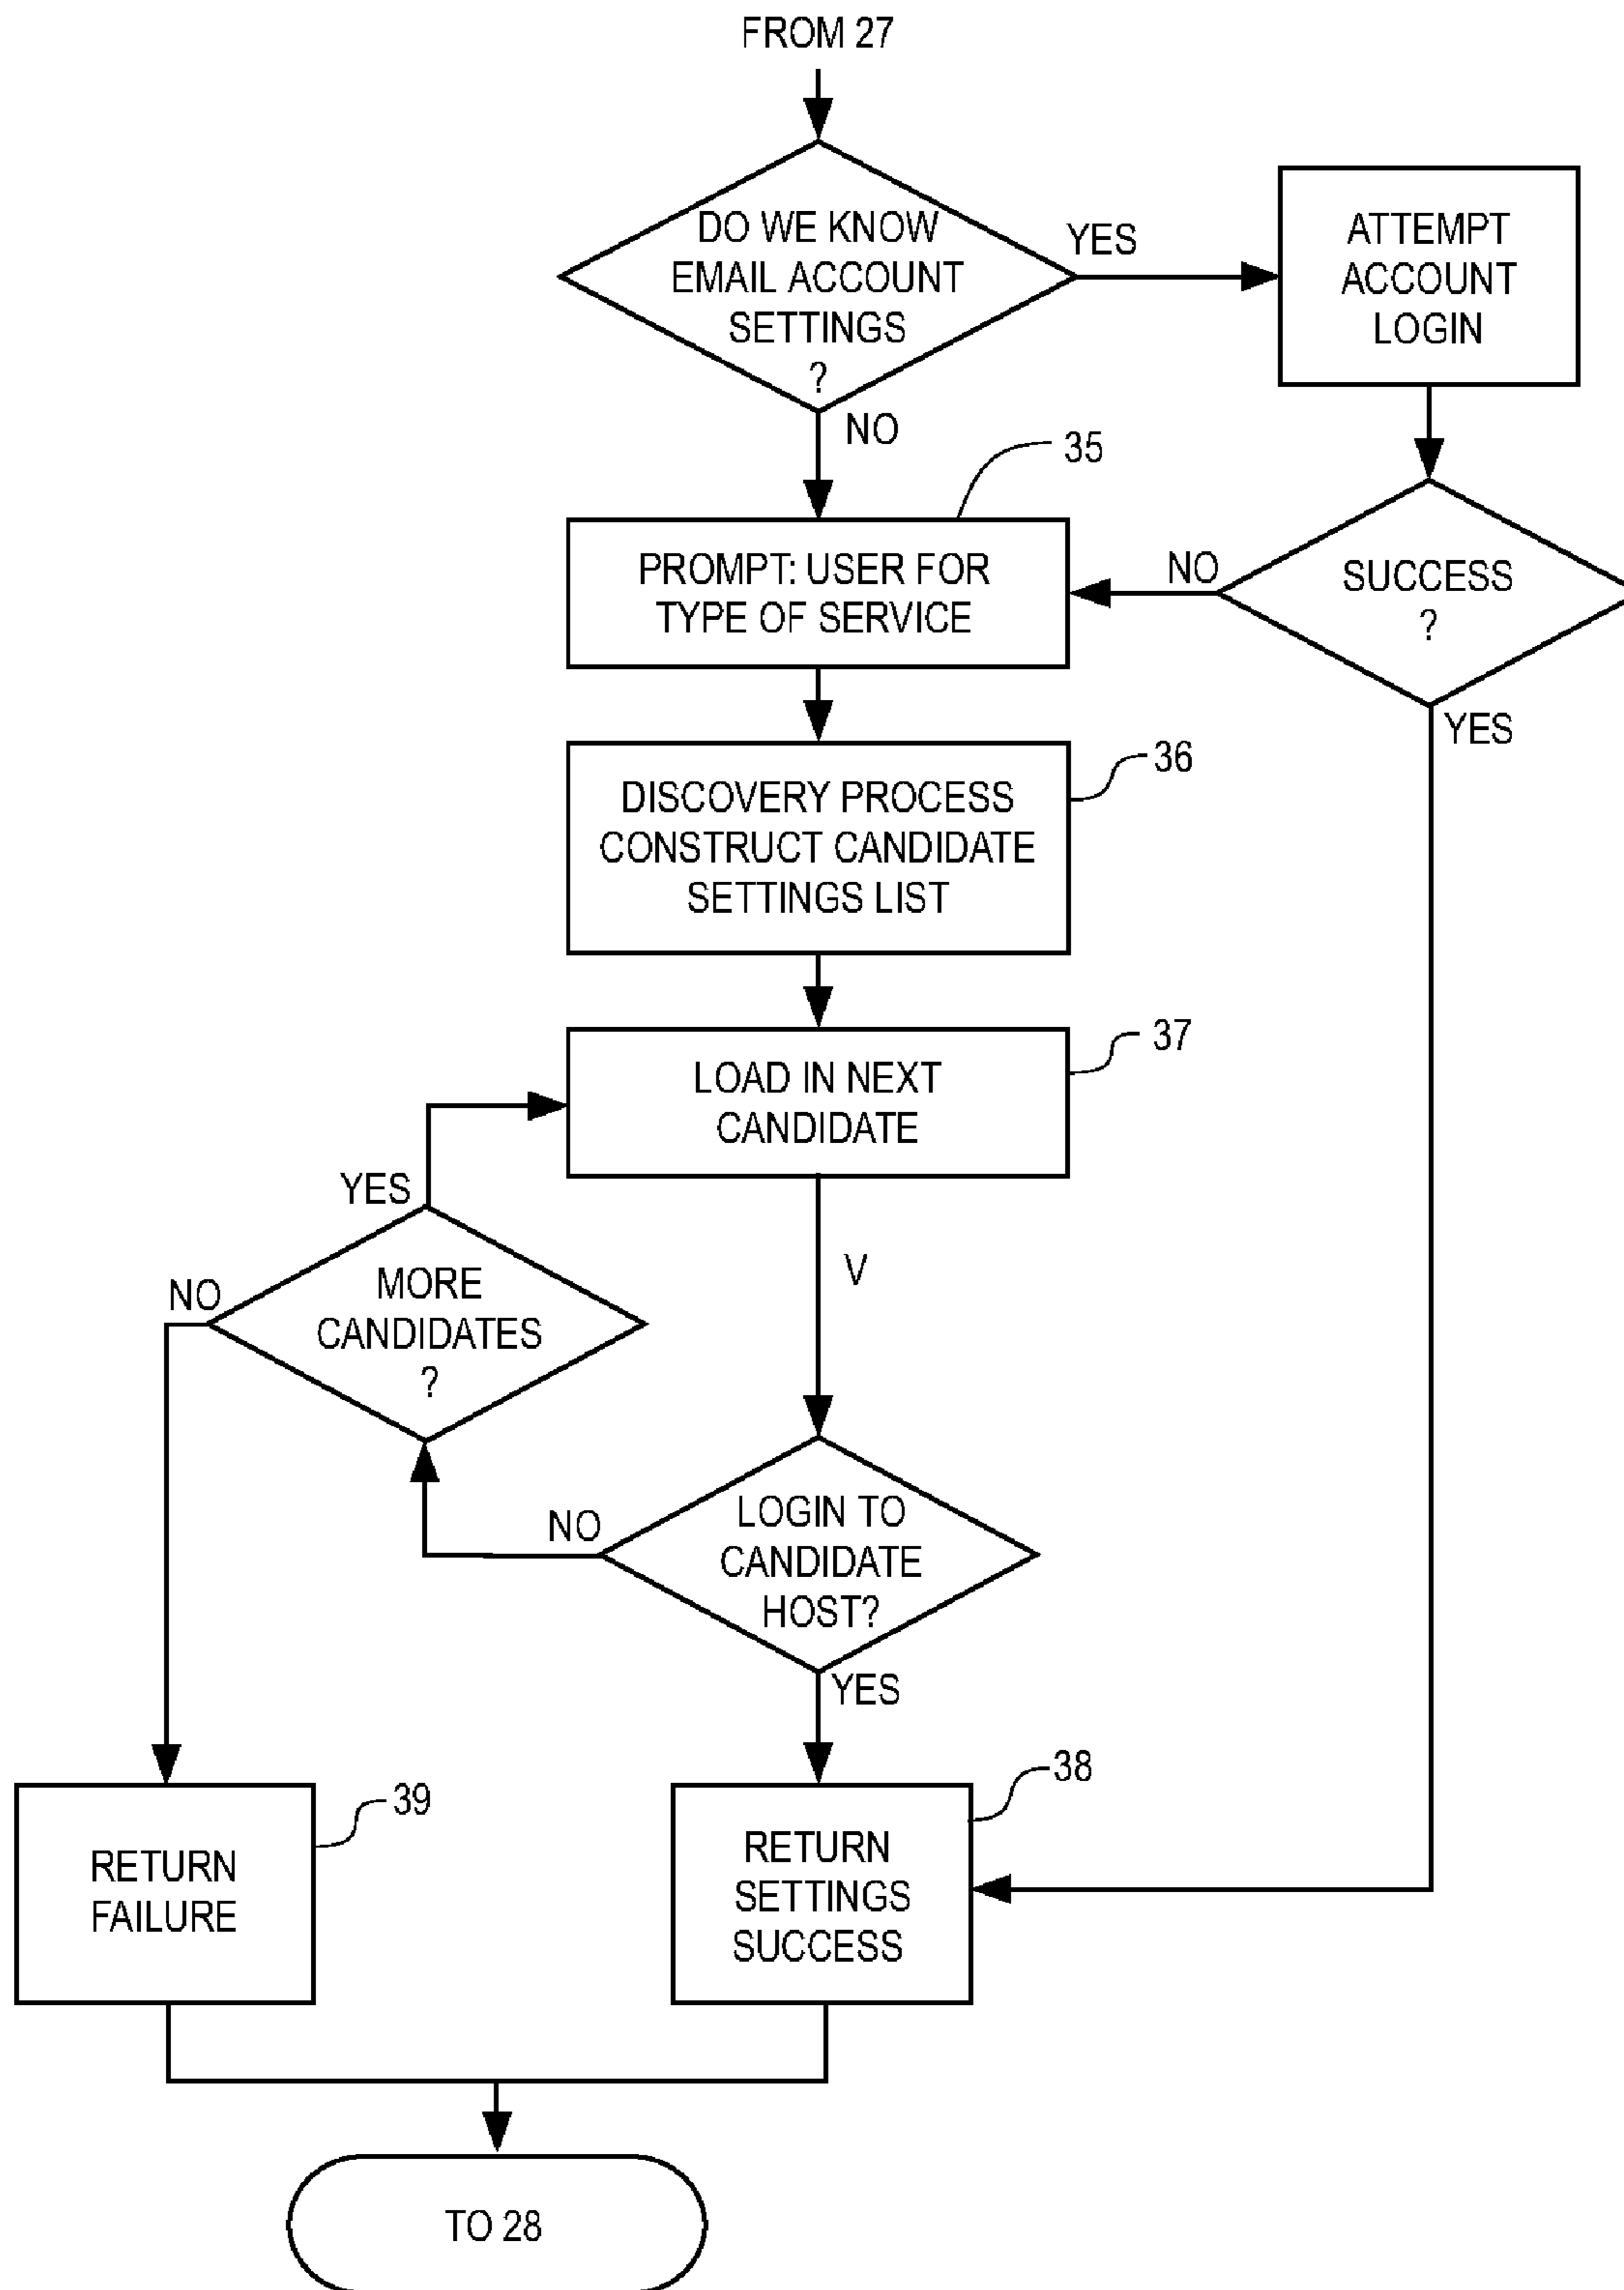 FROM 27
DO WE KNOW
EMAIL ACCOUNT
SETTINGS
?
YES
ATTEMPT
ACCOUNT
LOGIN
NO
35
PROMPT: USER FOR
TYPE OF SERVICE
NO
SUCCESS
?
YES
36
DISCOVERY PROCESS
CONSTRUCT CANDIDATE
SETTINGS LIST
37
LOAD IN NEXT
CANDIDATE
YES
V
NO
MORE
CANDIDATES
?
NO
LOGIN TO
CANDIDATE
HOST?
YES
38
39
RETURN
FAILURE
RETURN
SETTINGS
SUCCESS
TO 28